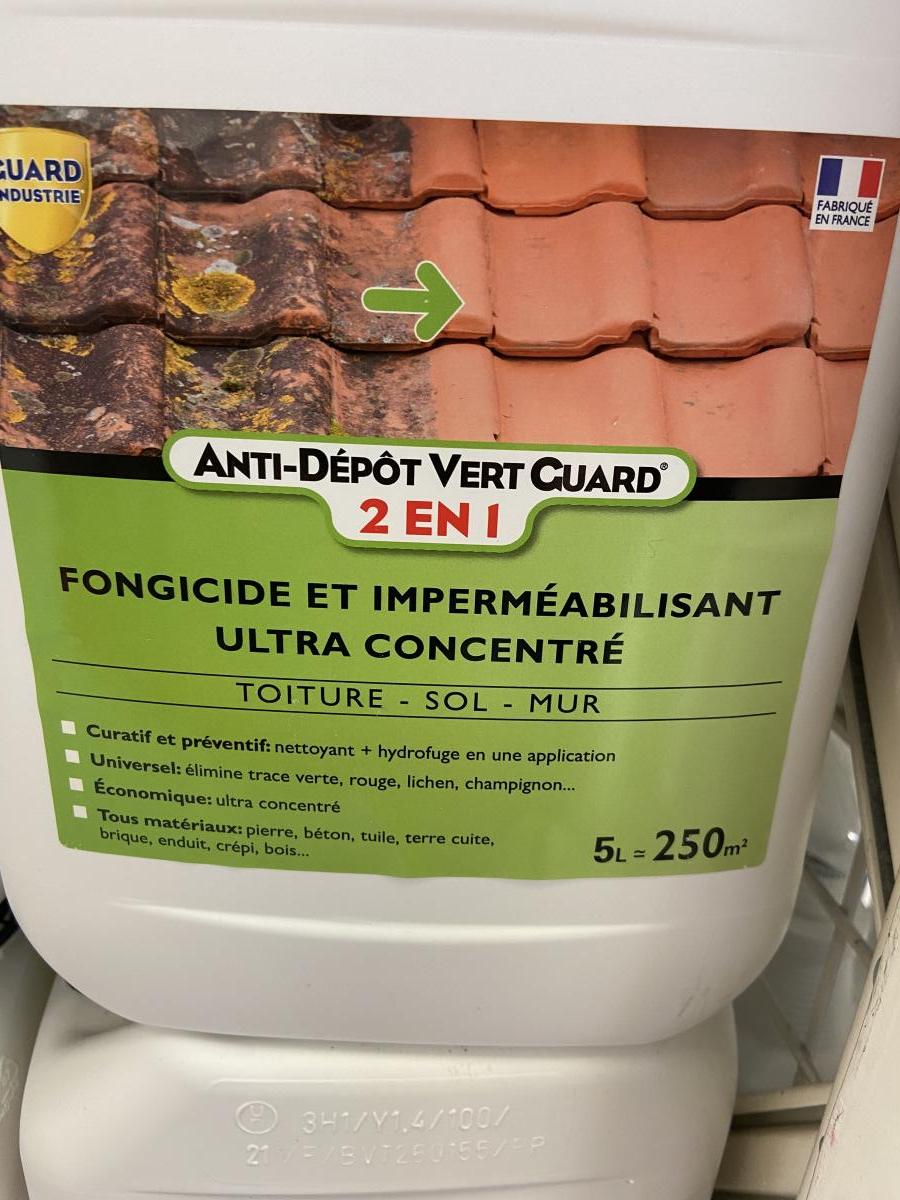 GUARD
INDUSTRIE
FABRIQUÉ
EN FRANCE
ANTI-DÉPÔT VERT GUARD®
2 EN 1
FONGICIDE ET IMPERMÉABILISANT
ULTRA CONCENTRÉ
TOITURE - SOL - MUR
Curatif et préventif: nettoyant + hydrofuge en une application
Universel: élimine trace verte, rouge, lichen, champignon...
Économique: ultra concentré
Tous matériaux: pierre, béton, tuile, terre cuite,
brique, enduit, crépi, bois...
5L = 250m²
3H1/Y1.4/100/
21